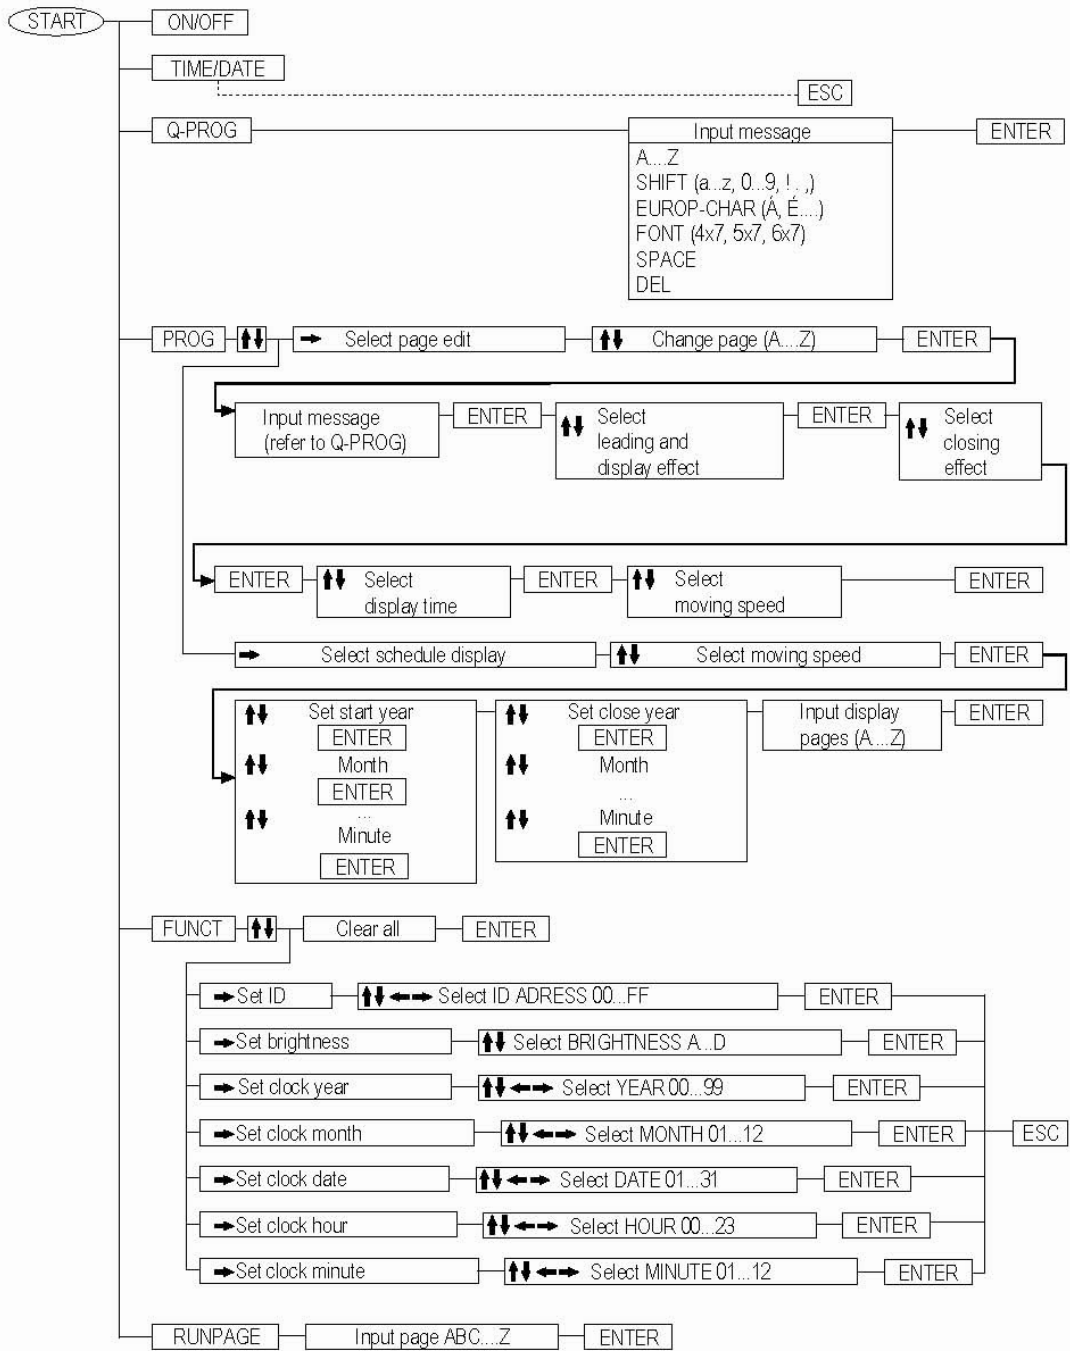 START
ON/OFF
TIME/DATE
ESC
Q-PROG
Input message
ENTER
A....Z
SHIFT (a...z, 0...9, ! . ,)
EUROP-CHAR (Á, É....)
FONT (4x7, 5x7, 6x7)
SPACE
DEL
PROG
Select page edit
Change page (A....Z)
ENTER
Input message
(refer to Q-PROG)
ENTER
Select
leading and
display effect
ENTER
Select
closing
effect
ENTER
Select
display time
ENTER
Select
moving speed
ENTER
Select schedule display
Select moving speed
ENTER
Set start year
ENTER
Month
ENTER
...
Minute
ENTER
Set close year
ENTER
Month
...
Minute
ENTER
Input display
pages (A....Z)
ENTER
FUNCT
Clear all
ENTER
Set ID
Select ID ADRESS 00...FF
ENTER
Set brightness
Select BRIGHTNESS A...D
ENTER
Set clock year
Select YEAR 00...99
ENTER
Set clock month
Select MONTH 01...12
ENTER
ESC
Set clock date
Select DATE 01...31
ENTER
Set clock hour
Select HOUR 00...23
ENTER
Set clock minute
Select MINUTE 01...12
ENTER
RUNPAGE
Input page ABC....Z
ENTER